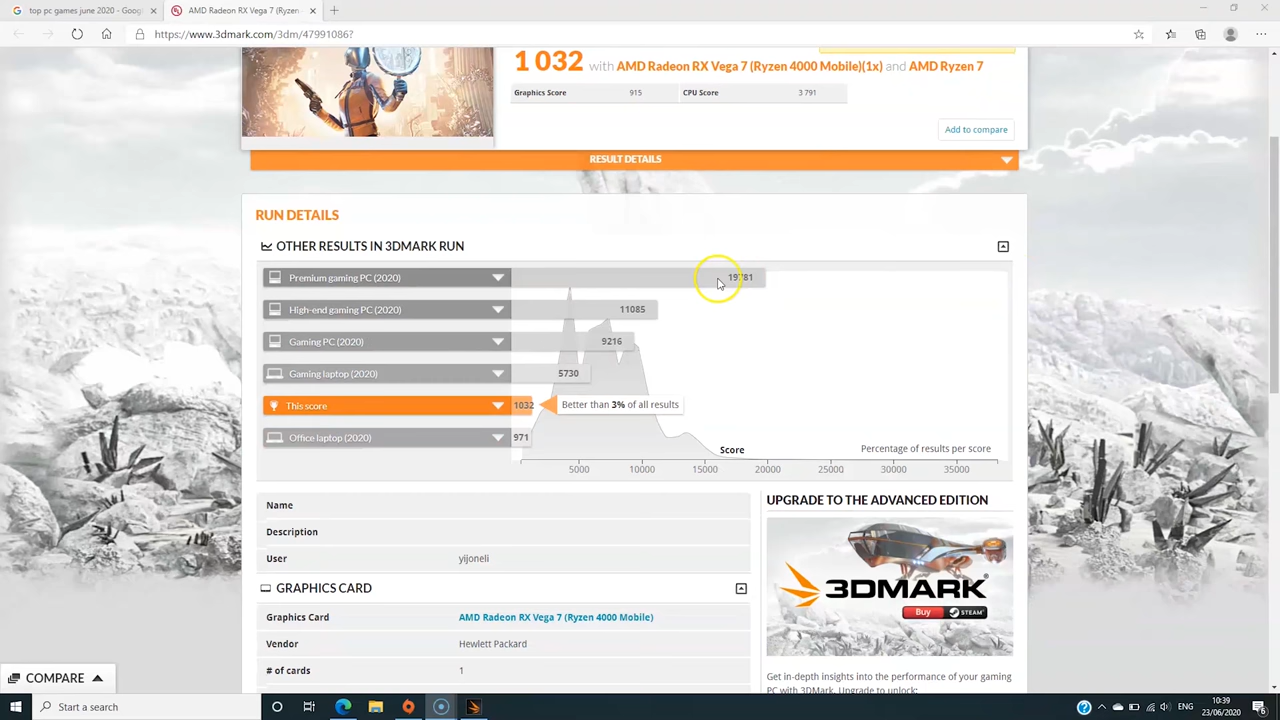 top pc games june 2020 - Goog
AMD Radeon RX Vega 7 (Ryzen
https://www.3dmark.com/3dm/47991086?
1 032 with AMD Radeon RX Vega 7 (Ryzen 4000 Mobile)(1x) and AMD Ryzen 7
Graphics Score 915 CPU Score 3 791
Add to compare
RESULT DETAILS
RUN DETAILS
OTHER RESULTS IN 3DMARK RUN
Premium gaming PC (2020) 19781
High-end gaming PC (2020) 11085
Gaming PC (2020) 9216
Gaming laptop (2020) 5730
This score 1032 Better than 3% of all results
Office laptop (2020) 971
Score Percentage of results per score
5000 10000 15000 20000 25000 30000 35000
Name
Description
User yijoneli
GRAPHICS CARD
Graphics Card AMD Radeon RX Vega 7 (Ryzen 4000 Mobile)
Vendor Hewlett Packard
# of cards 1
UPGRADE TO THE ADVANCED EDITION
3DMARK®
Buy STEAM
Get in-depth insights into the performance of your gaming
PC with 3DMark. Upgrade to unlock:
COMPARE
Start a search
10:39
23/06/2020
6